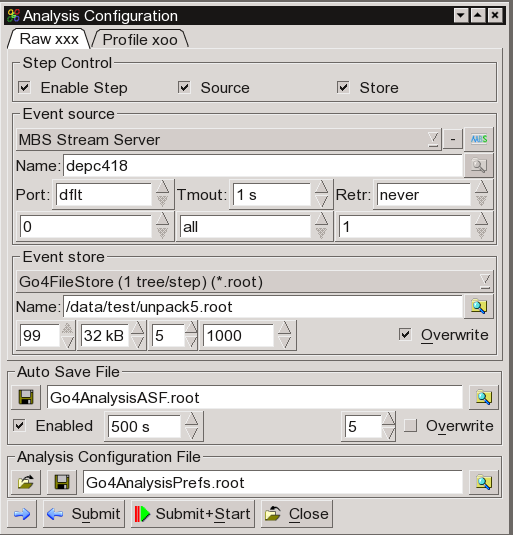 Analysis Configuration
Raw xxx Profile xoo
Step Control
Enable Step Source Store
Event source
MBS Stream Server - MBS
Name: depc418
Port: dflt Tmout: 1 s Retr: never
0 all 1
Event store
Go4FileStore (1 tree/step) (*.root)
Name: /data/test/unpack5.root
99 32 kB 5 1000 Overwrite
Auto Save File
Go4AnalysisASF.root
Enabled 500 s 5 Overwrite
Analysis Configuration File
Go4AnalysisPrefs.root
Submit Submit+Start Close